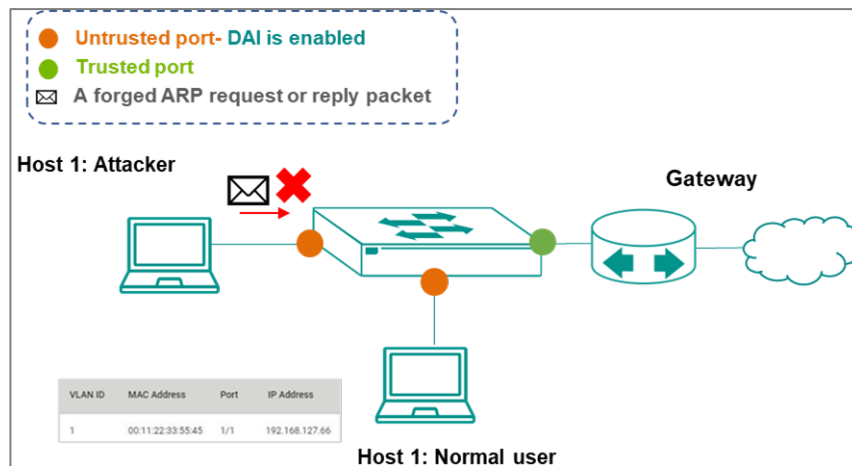 Untrusted port- DAI is enabled
Trusted port
A forged ARP request or reply packet
Host 1: Attacker
Gateway
VLAN ID MAC Address Port IP Address
1 00:11:22:33:55:45 1/1 192.168.127.66
Host 1: Normal user